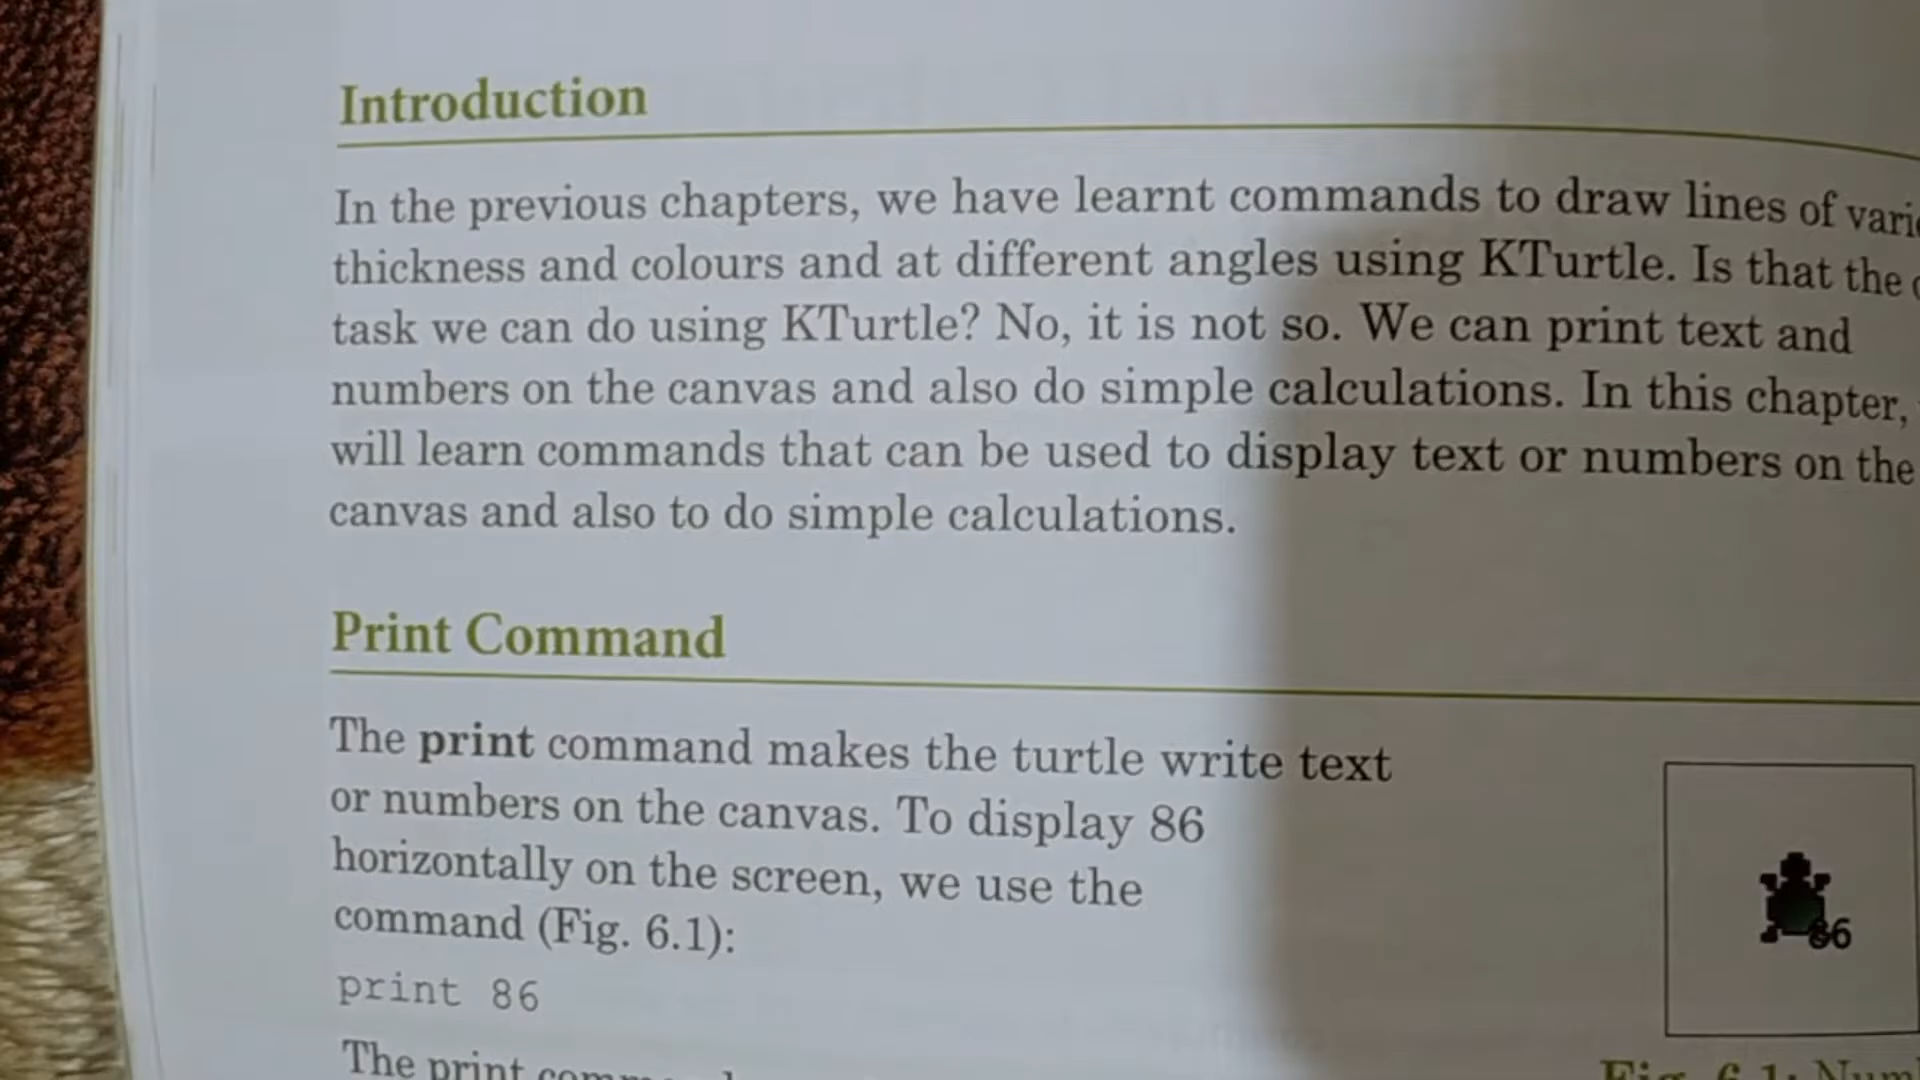 Introduction
In the previous chapters, we have learnt commands to draw lines of
thickness and colours and at different angles using KTurtle. Is that the
task we can do using KTurtle? No, it is not so. We can print text and
numbers on the canvas and also do simple calculations. In this chapter,
will learn commands that can be used to display text or numbers on the
canvas and also to do simple calculations.
Print Command
The print command makes the turtle write text
or numbers on the canvas. To display 86
horizontally on the screen, we use the
command (Fig. 6.1):
86
print 86
The print
Fig. 6.1: